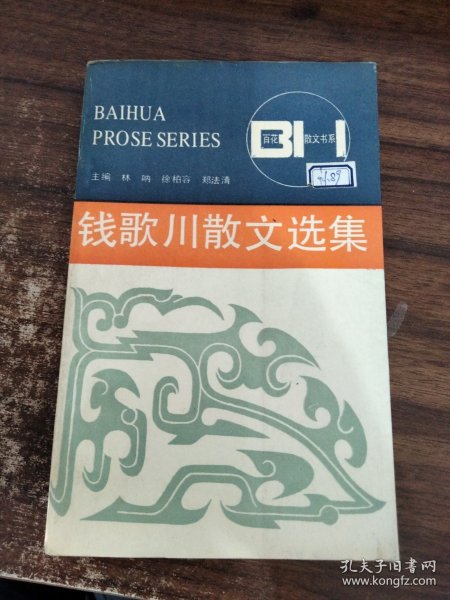 BAIHUA
PROSE SERIES
BH
百花
散文书系
主编 林呐 徐柏容 郑法清
钱歌川散文选集
孔夫子旧书网
www.kongfz.com